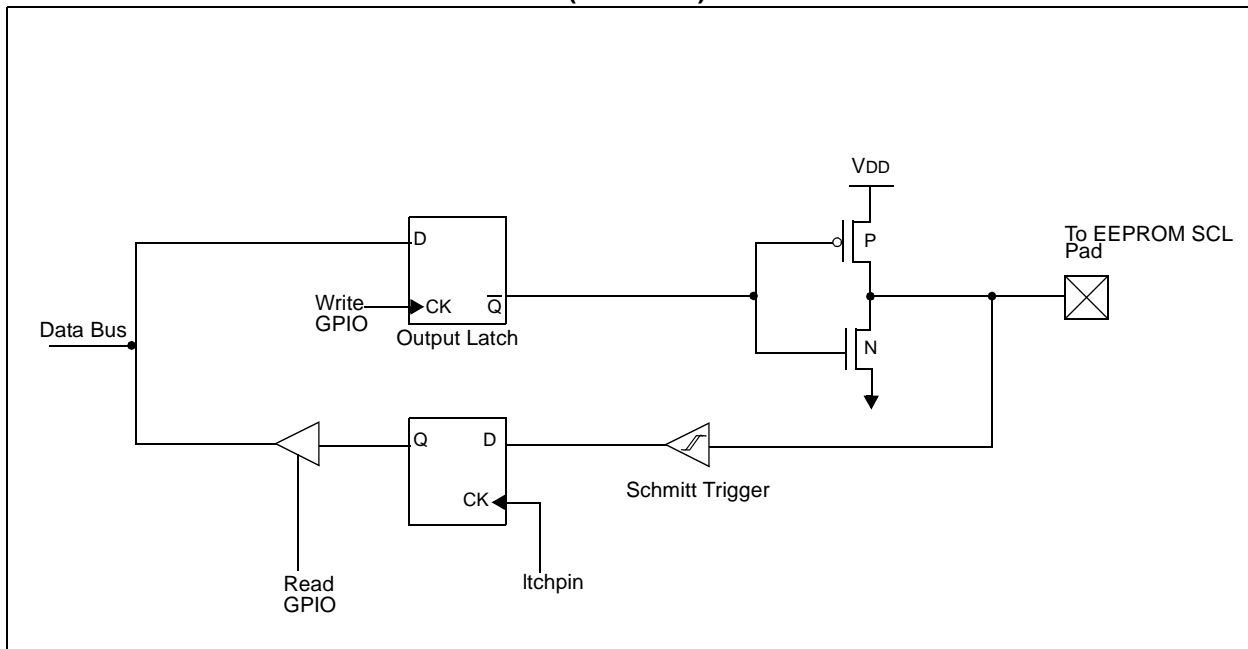 VDD
P
To EEPROM SCL
Pad
D
Write
GPIO
CK
Q
Output Latch
Data Bus
N
Q
D
CK
Schmitt Trigger
Read
GPIO
ltchpin